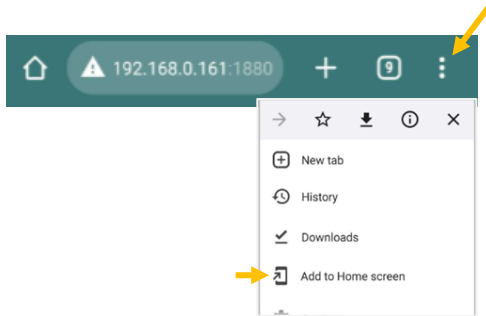 192.168.0.161:1880
9
New tab
History
Downloads
Add to Home screen